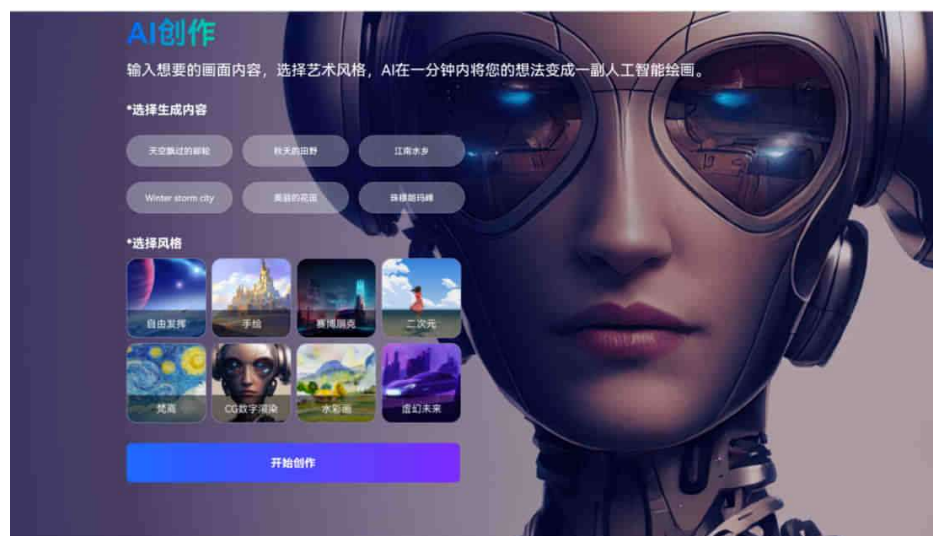 AI创作
输入想要的画面内容，选择艺术风格，AI在一分钟内将您的想法变成一副人工智能绘画。
*选择生成内容
天空飘过的邮轮 秋天的田野 江南水乡
Winter storm city 美丽的花园 珠穆朗玛峰
*选择风格
自由发挥 手绘 赛博朋克 二次元
梵高 CG数字渲染 水彩画 虚幻未来
开始创作